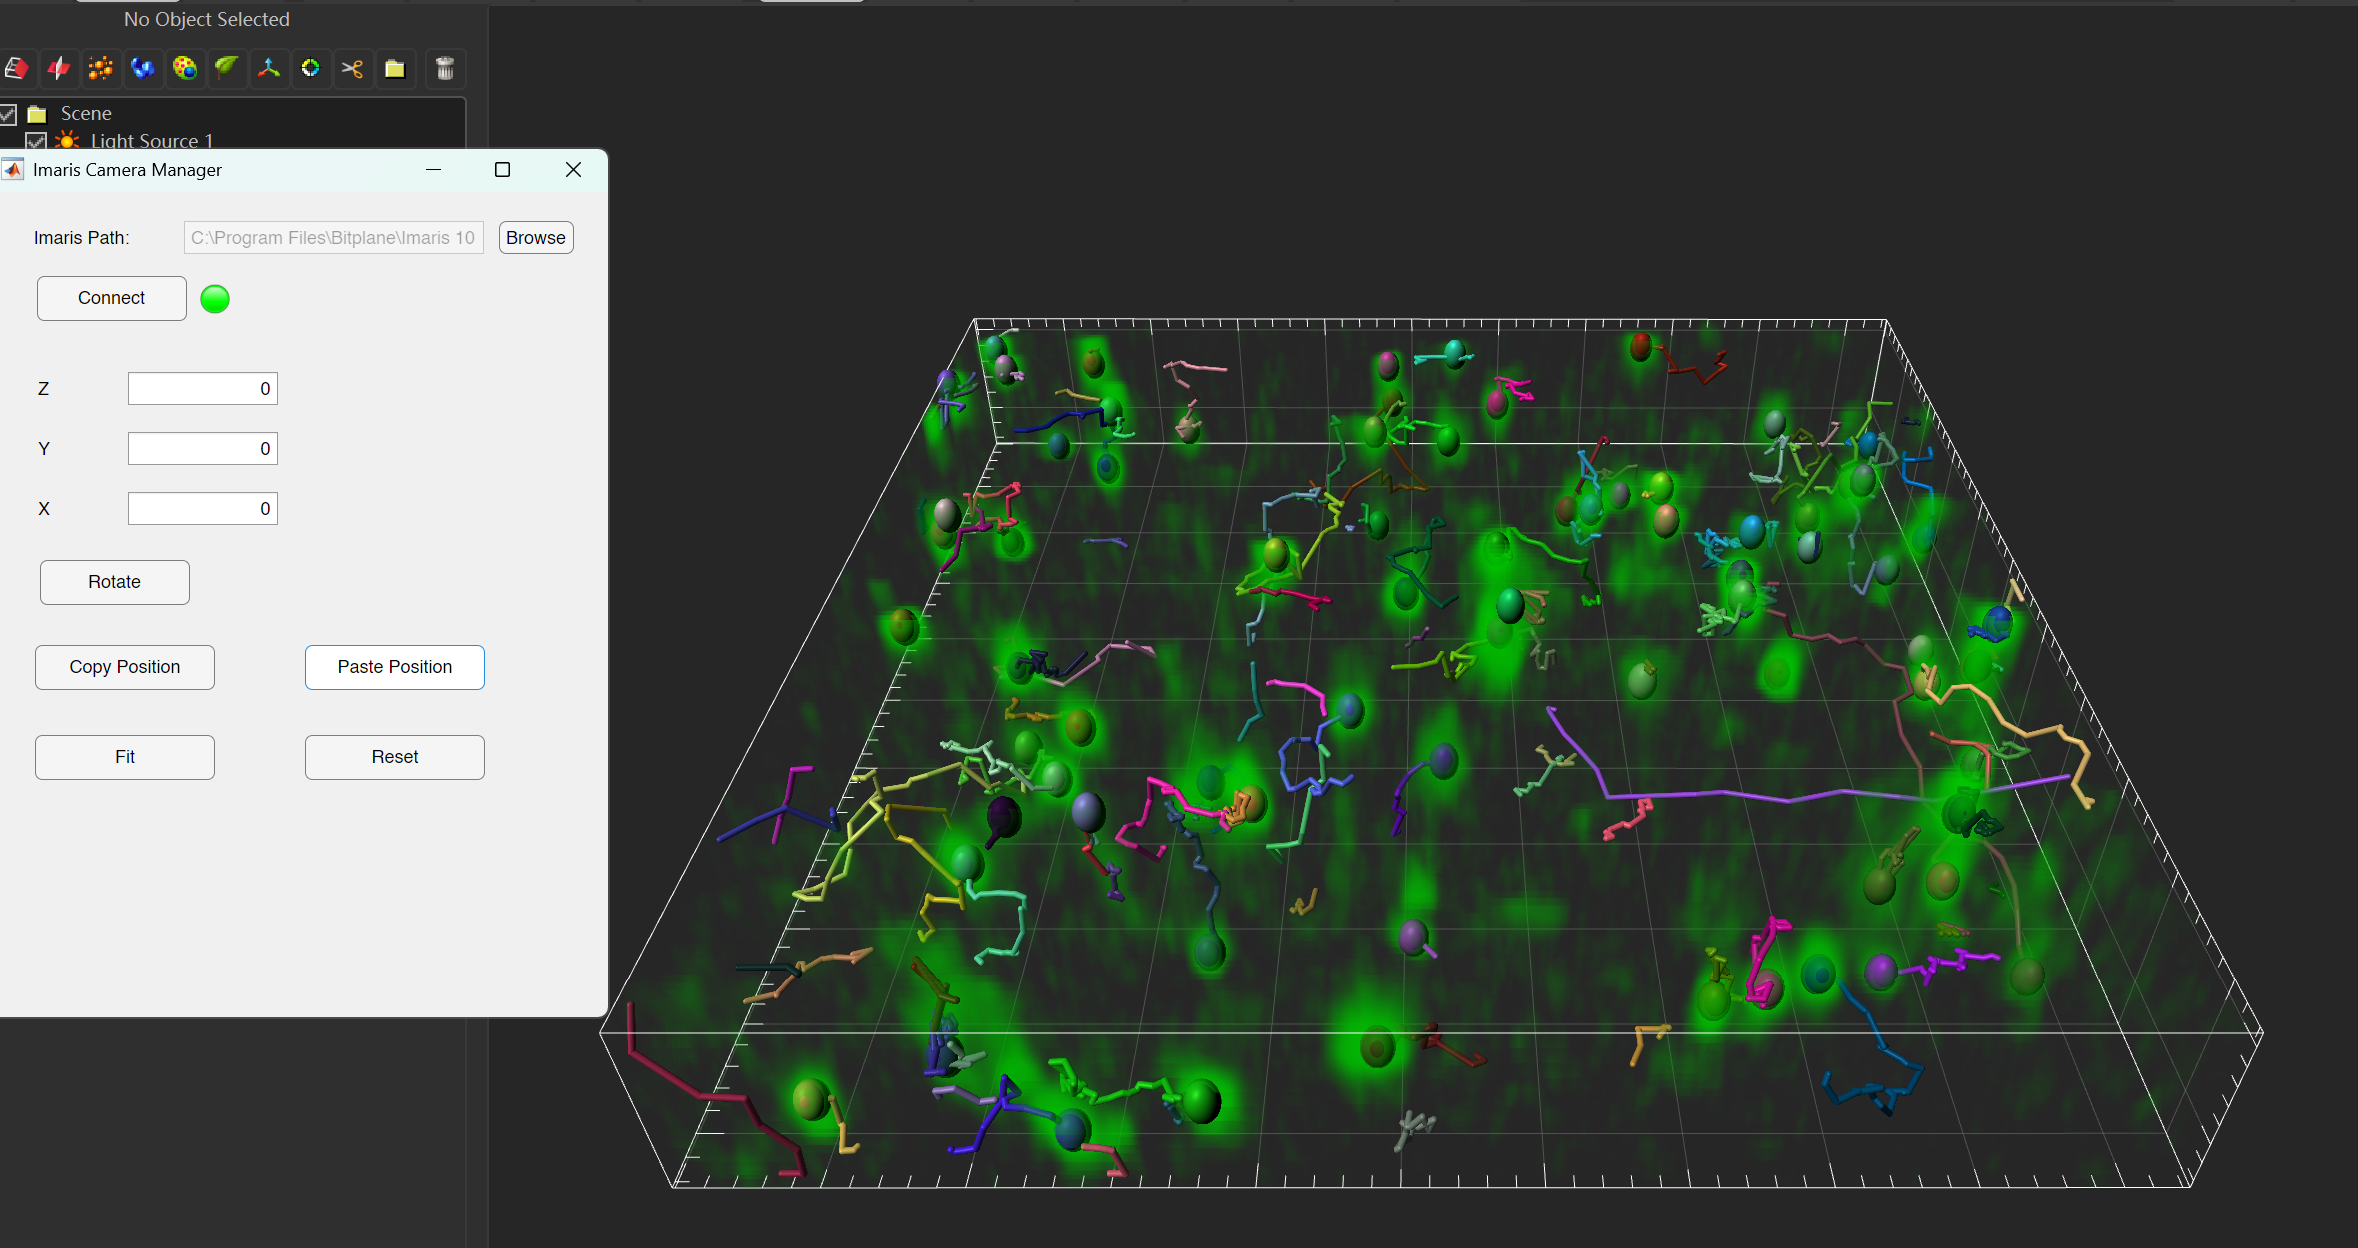 No Object Selected
Scene
Light Source 1
Imaris Camera Manager
Imaris Path:
C:\Program Files\Bitplane\Imaris 10
Browse
Connect
Z
0
Y
0
X
0
Rotate
Copy Position
Paste Position
Fit
Reset